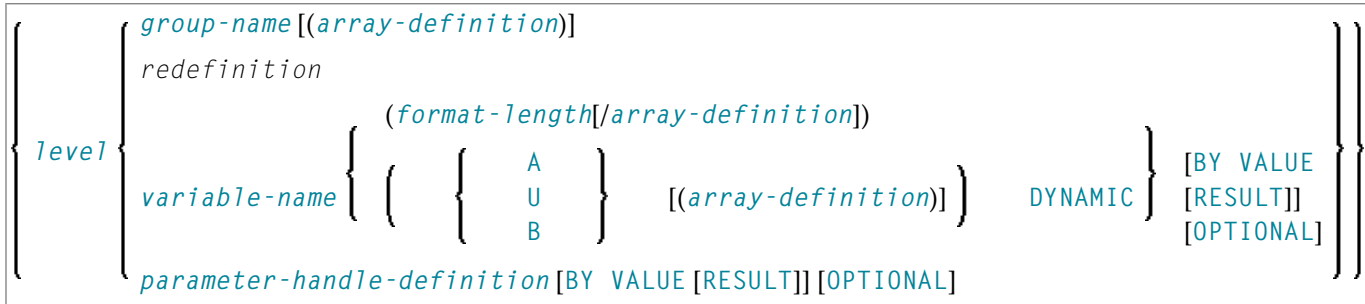 group-name [(array-definition)]
redefinition
(format-length[/array-definition])
level
variable-name
A
U
B
[(array-definition)]
DYNAMIC
[BY VALUE
[RESULT]]
[OPTIONAL]
parameter-handle-definition [BY VALUE [RESULT]] [OPTIONAL]